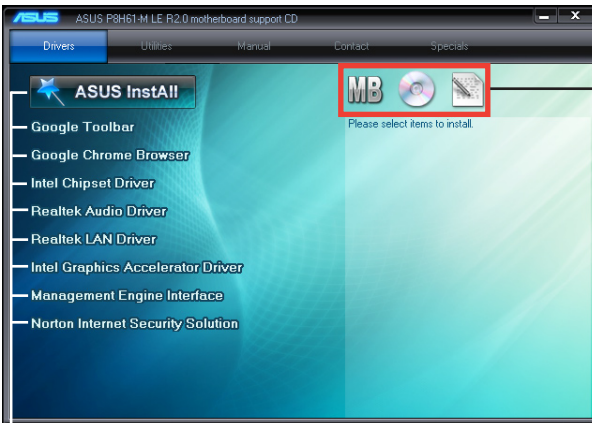 ASUS ASUS P8H61-M LE R2.0 motherboard support CD
Drivers Utilities Manual Contact Specials
ASUS InstAll
MB
Please select items to install.
Google Toolbar
Google Chrome Browser
Intel Chipset Driver
Realtek Audio Driver
Realtek LAN Driver
Intel Graphics Accelerator Driver
Management Engine Interface
Norton Internet Security Solution